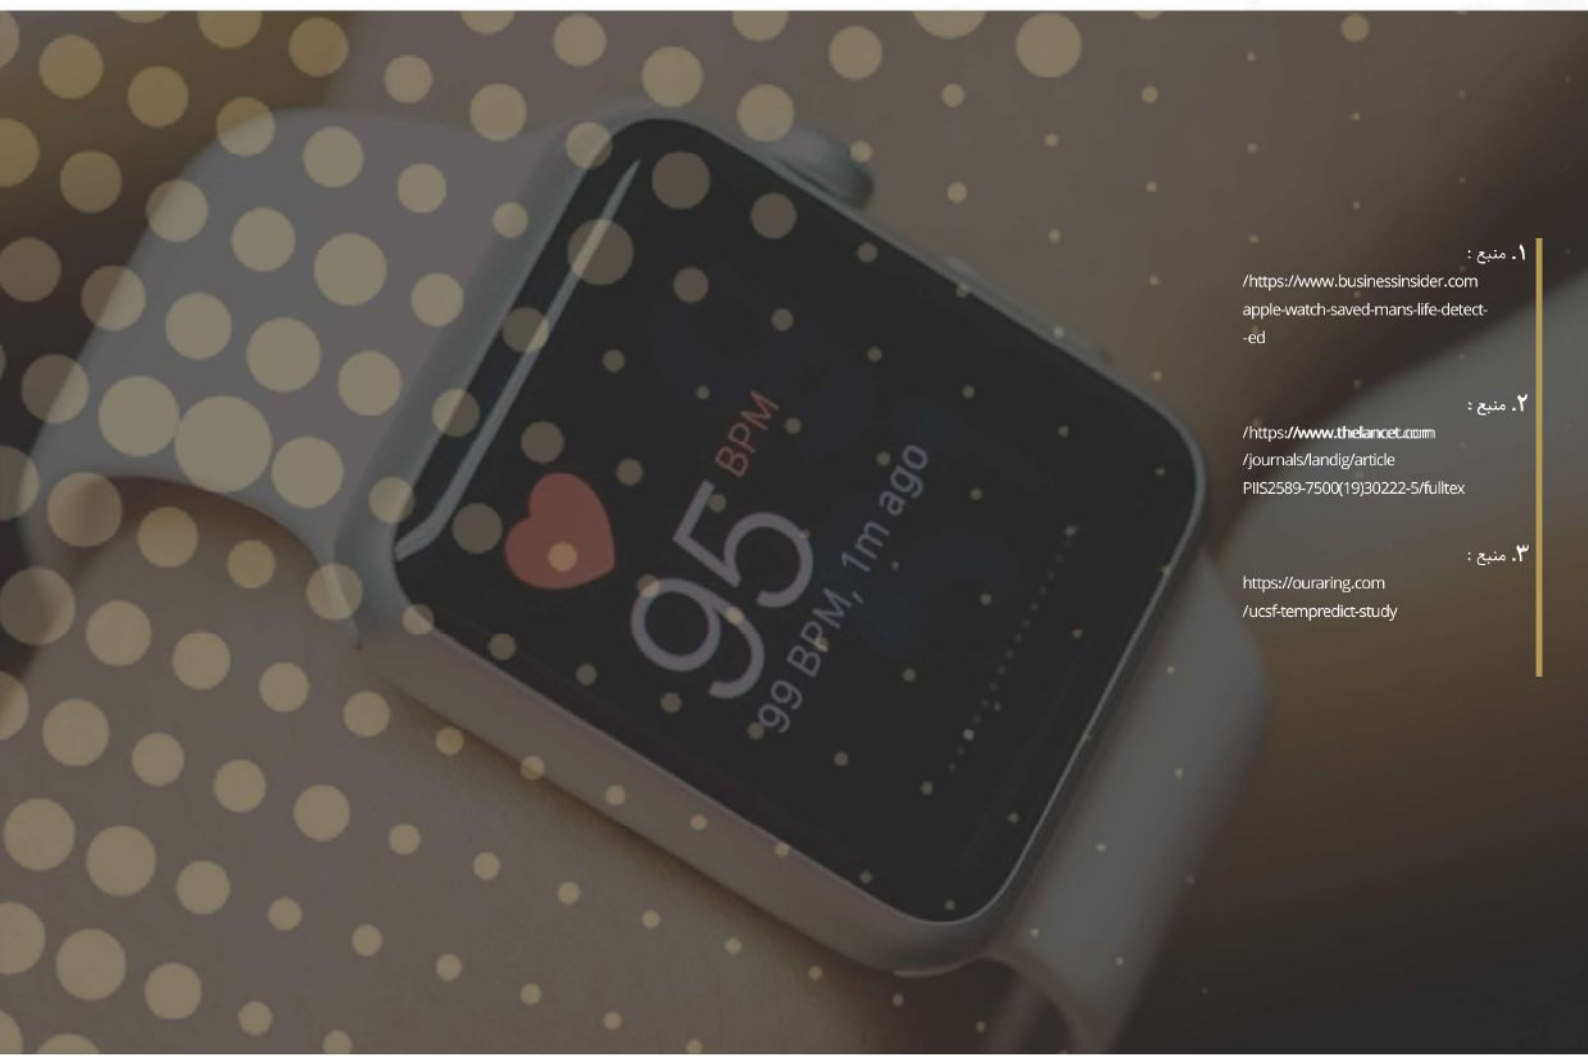 95 BPM
99 BPM, 1m ago
۱. منبع :
/https://www.businessinsider.com
apple-watch-saved-mans-life-detect-
-ed
۲. منبع :
/https://www.thelancet.com
/journals/landig/article
PIIS2589-7500(19)30222-5/fulltex
۳. منبع :
https://ouraring.com
/ucsf-tempredict-study